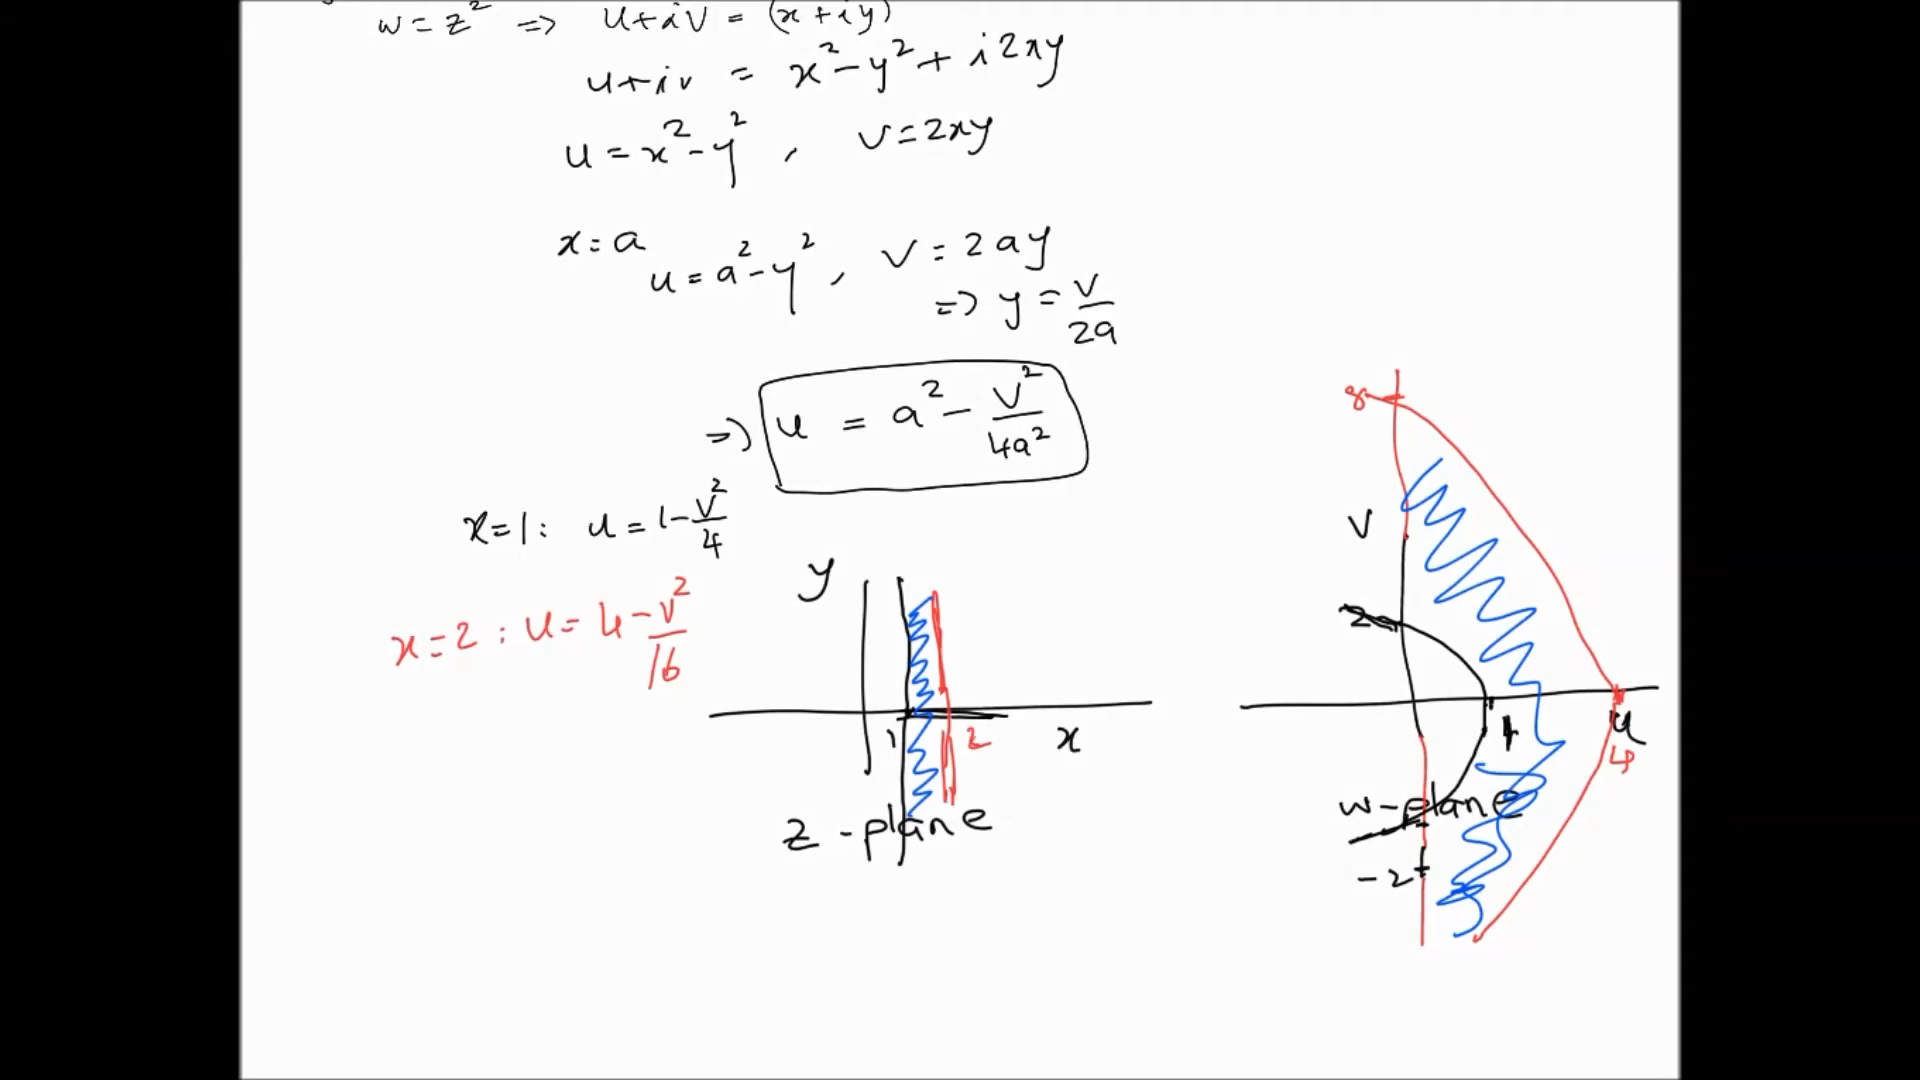 w = z² ⇒ u+iv = (x+iy)
u+iv = x²-y²+i2xy
u = x²-y² , v=2xy
x=a
u = a²-y² , v = 2ay
⇒ y = v/2a
⇒ u = a² - v²/4a²
x=1: u = 1-v²/4
x=2 : u = 4-v²/16
y
1
2
x
z-plane
8
v
2
1
u
4
w-plane
-2